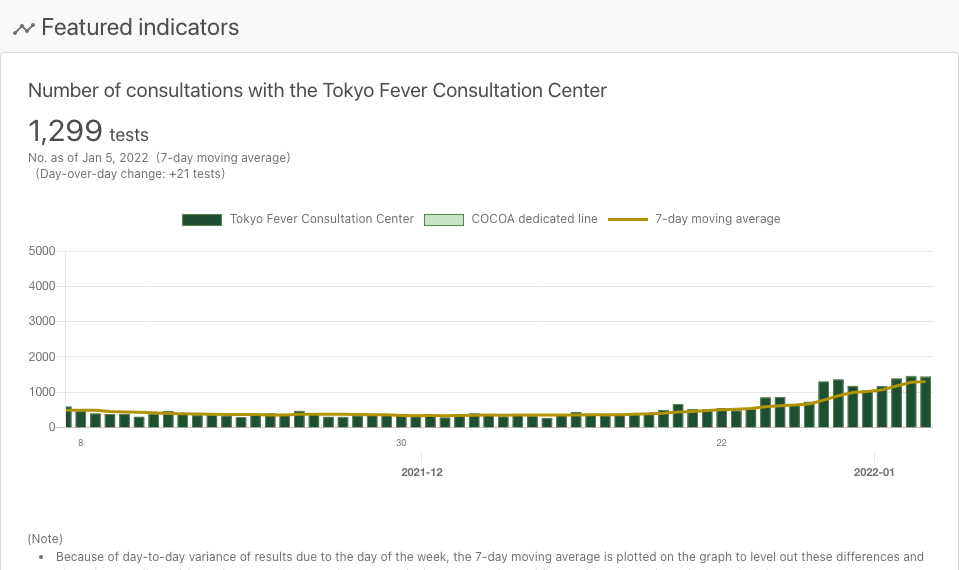 Featured indicators
Number of consultations with the Tokyo Fever Consultation Center
1,299 tests
No. as of Jan 5, 2022 (7-day moving average)
(Day-over-day change: +21 tests)
Tokyo Fever Consultation Center COCOA dedicated line 7-day moving average
5000
4000
3000
2000
1000
0
8 30 22
2021-12 2022-01
(Note)
• Because of day-to-day variance of results due to the day of the week, the 7-day moving average is plotted on the graph to level out these differences and